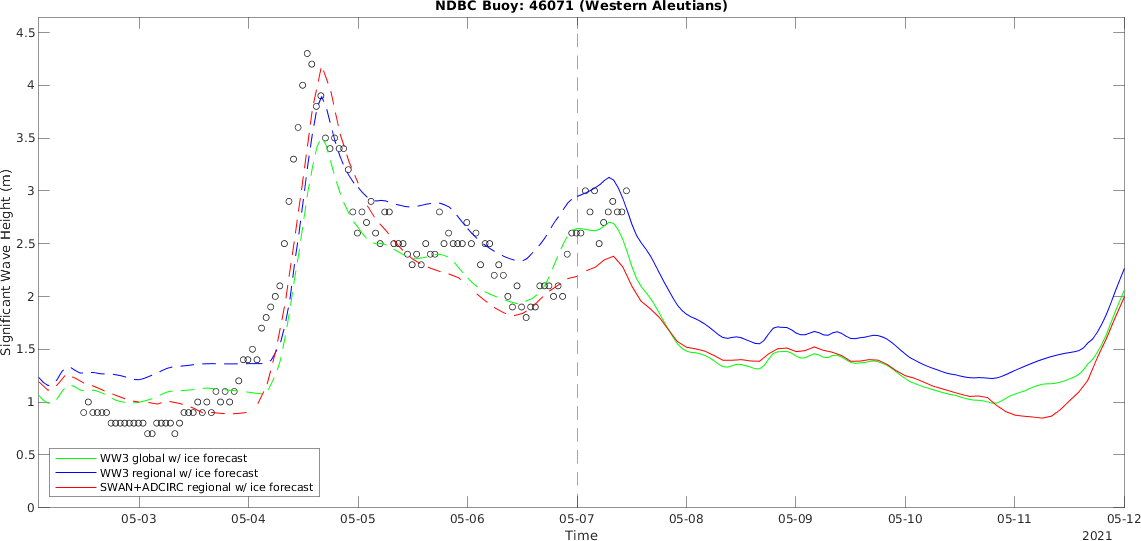 NDBC Buoy: 46071 (Western Aleutians)
4.5
4
3.5
3
2.5
2
1.5
1
0.5
0
Significant Wave Height (m)
WW3 global w/ ice forecast
WW3 regional w/ ice forecast
SWAN+ADCIRC regional w/ ice forecast
05-03 05-04 05-05 05-06 05-07 05-08 05-09 05-10 05-11 05-12
Time
2021